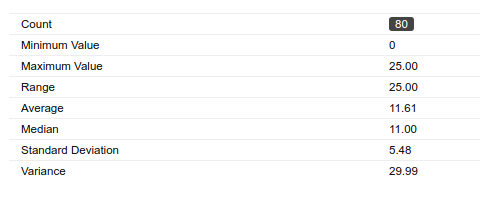 Count 80
Minimum Value 0
Maximum Value 25.00
Range 25.00
Average 11.61
Median 11.00
Standard Deviation 5.48
Variance 29.99